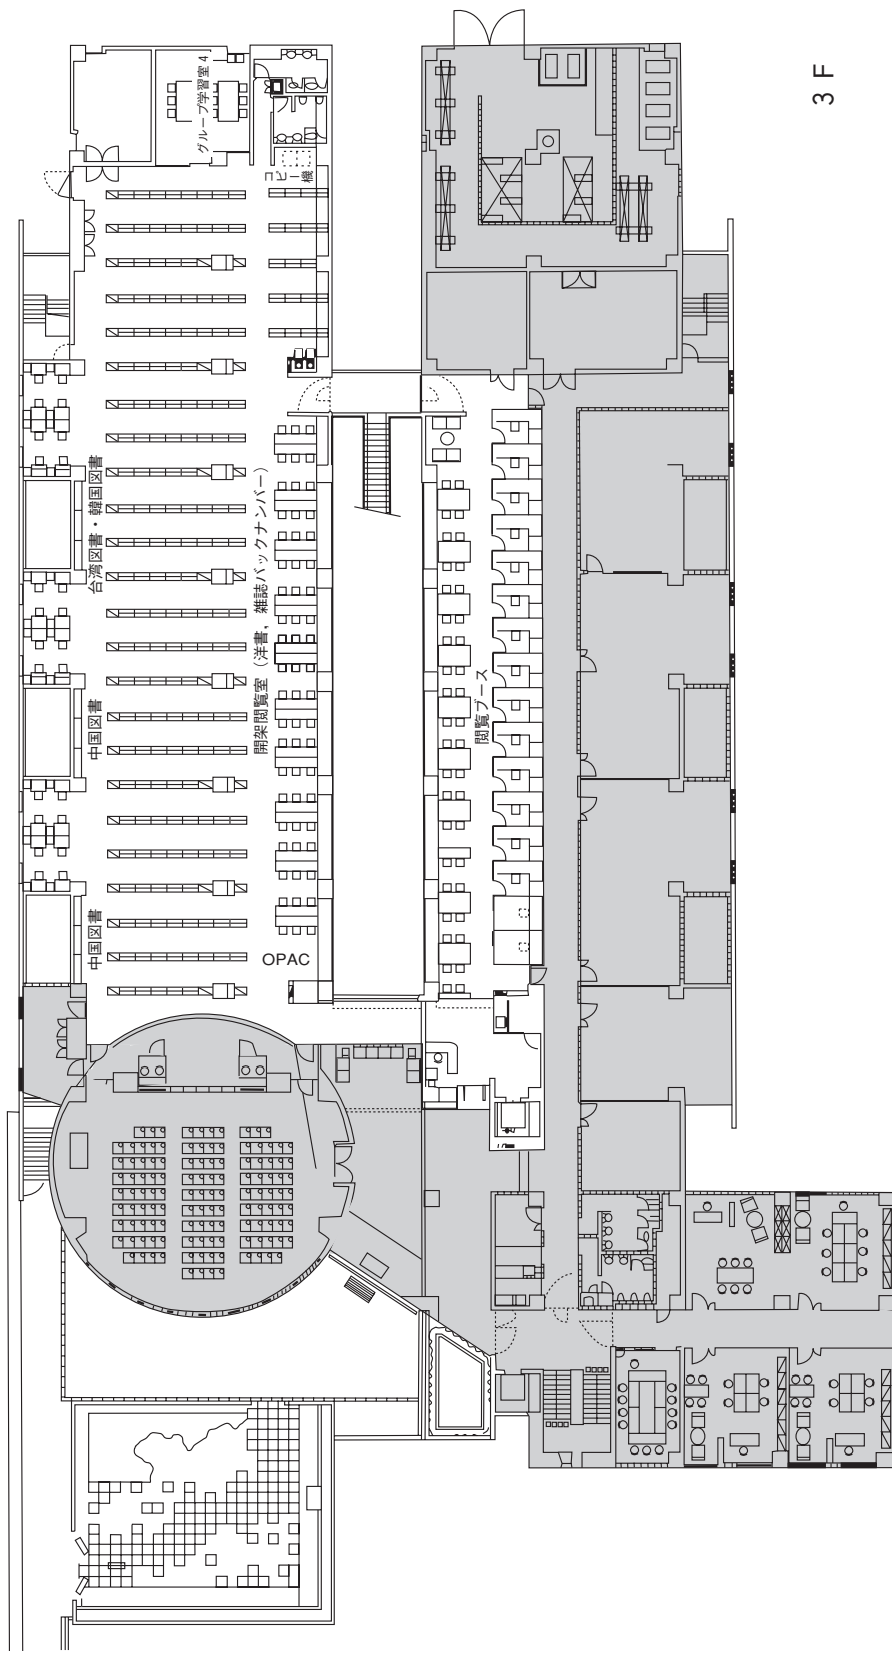 3F
グループ学習室4
コピー機
台湾図書・韓国図書
開架閲覧室(洋書、雑誌バックナンバー)
中国図書
閲覧ブース
中国図書
OPAC